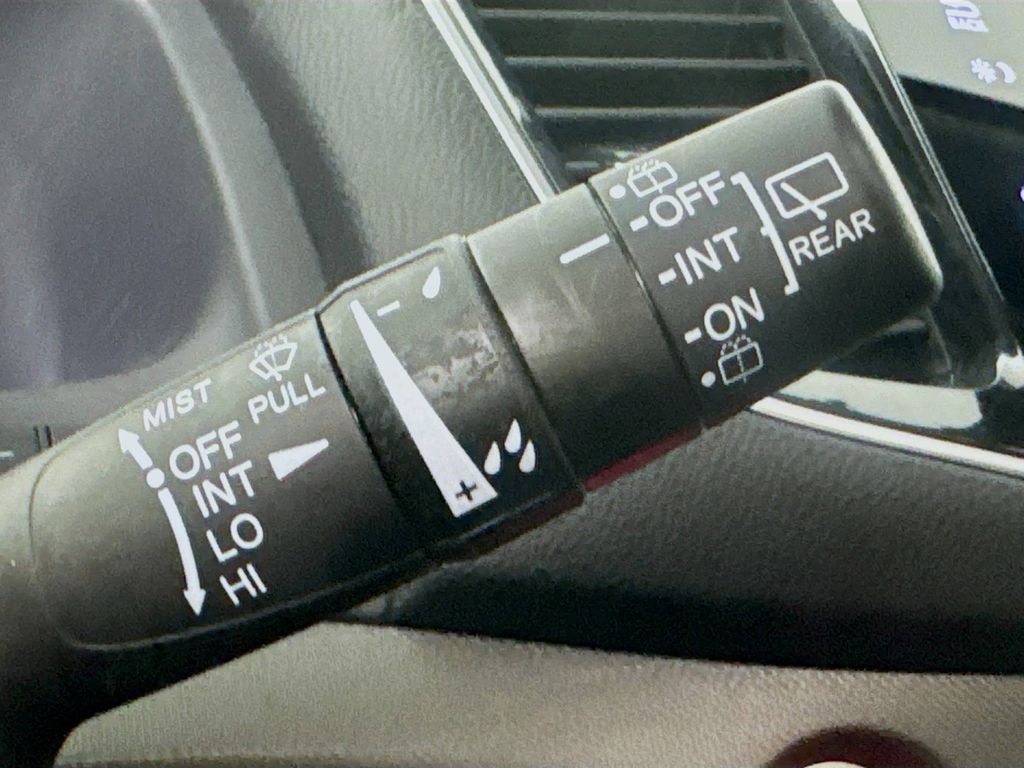 MIST
PULL
OFF
INT
LO
HI
-
+
-OFF
-INT
-ON
REAR